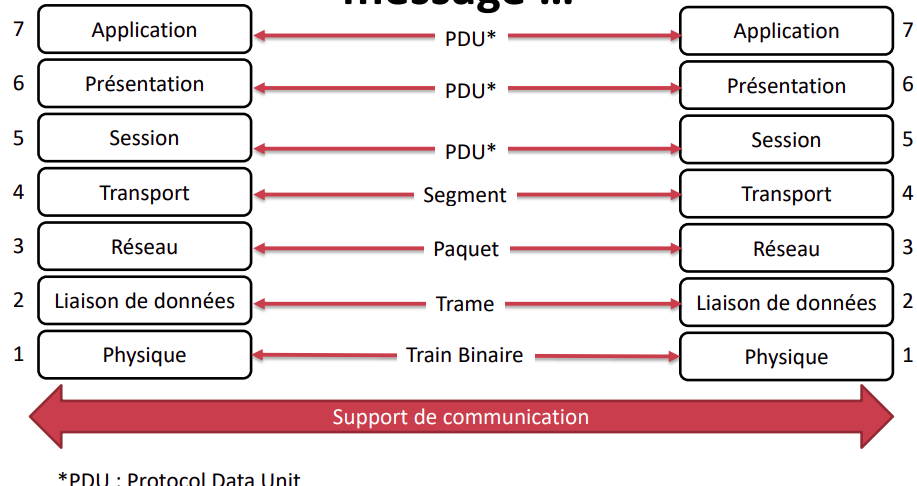 message ...
7 Application PDU* Application 7
6 Présentation PDU* Présentation 6
5 Session PDU* Session 5
4 Transport Segment Transport 4
3 Réseau Paquet Réseau 3
2 Liaison de données Trame Liaison de données 2
1 Physique Train Binaire Physique 1
Support de communication
*PDU : Protocol Data Unit